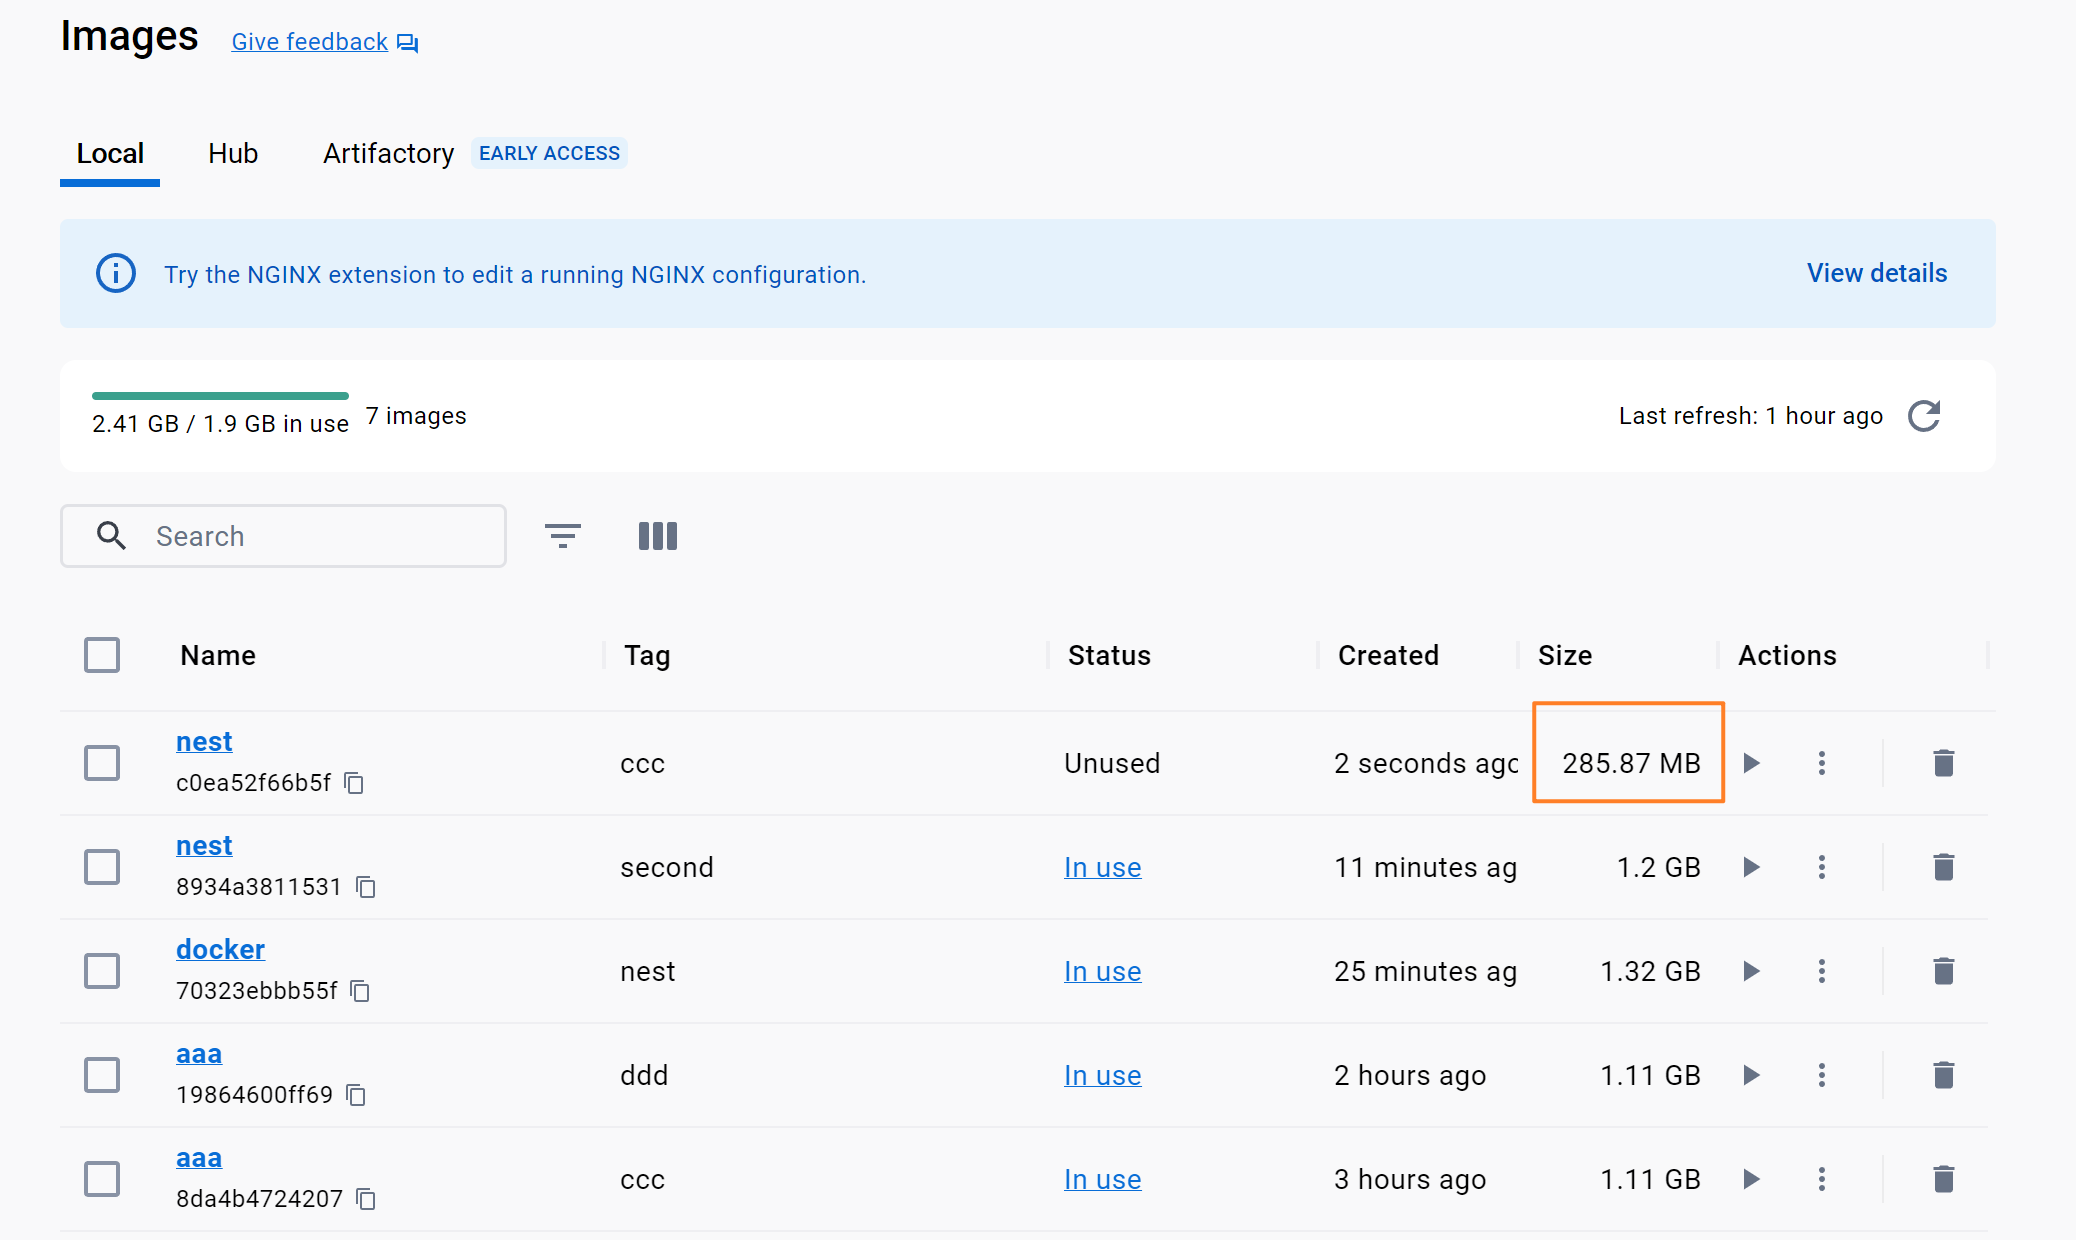 Images Give feedback
Local Hub Artifactory EARLY ACCESS
Try the NGINX extension to edit a running NGINX configuration. View details
2.41 GB / 1.9 GB in use 7 images Last refresh: 1 hour ago
Search
Name Tag Status Created Size Actions
nest
c0ea52f66b5f ccc Unused 2 seconds ago 285.87 MB
nest
8934a3811531 second In use 11 minutes ag 1.2 GB
docker
70323ebbb55f nest In use 25 minutes ag 1.32 GB
aaa
19864600ff69 ddd In use 2 hours ago 1.11 GB
aaa
8da4b4724207 ccc In use 3 hours ago 1.11 GB